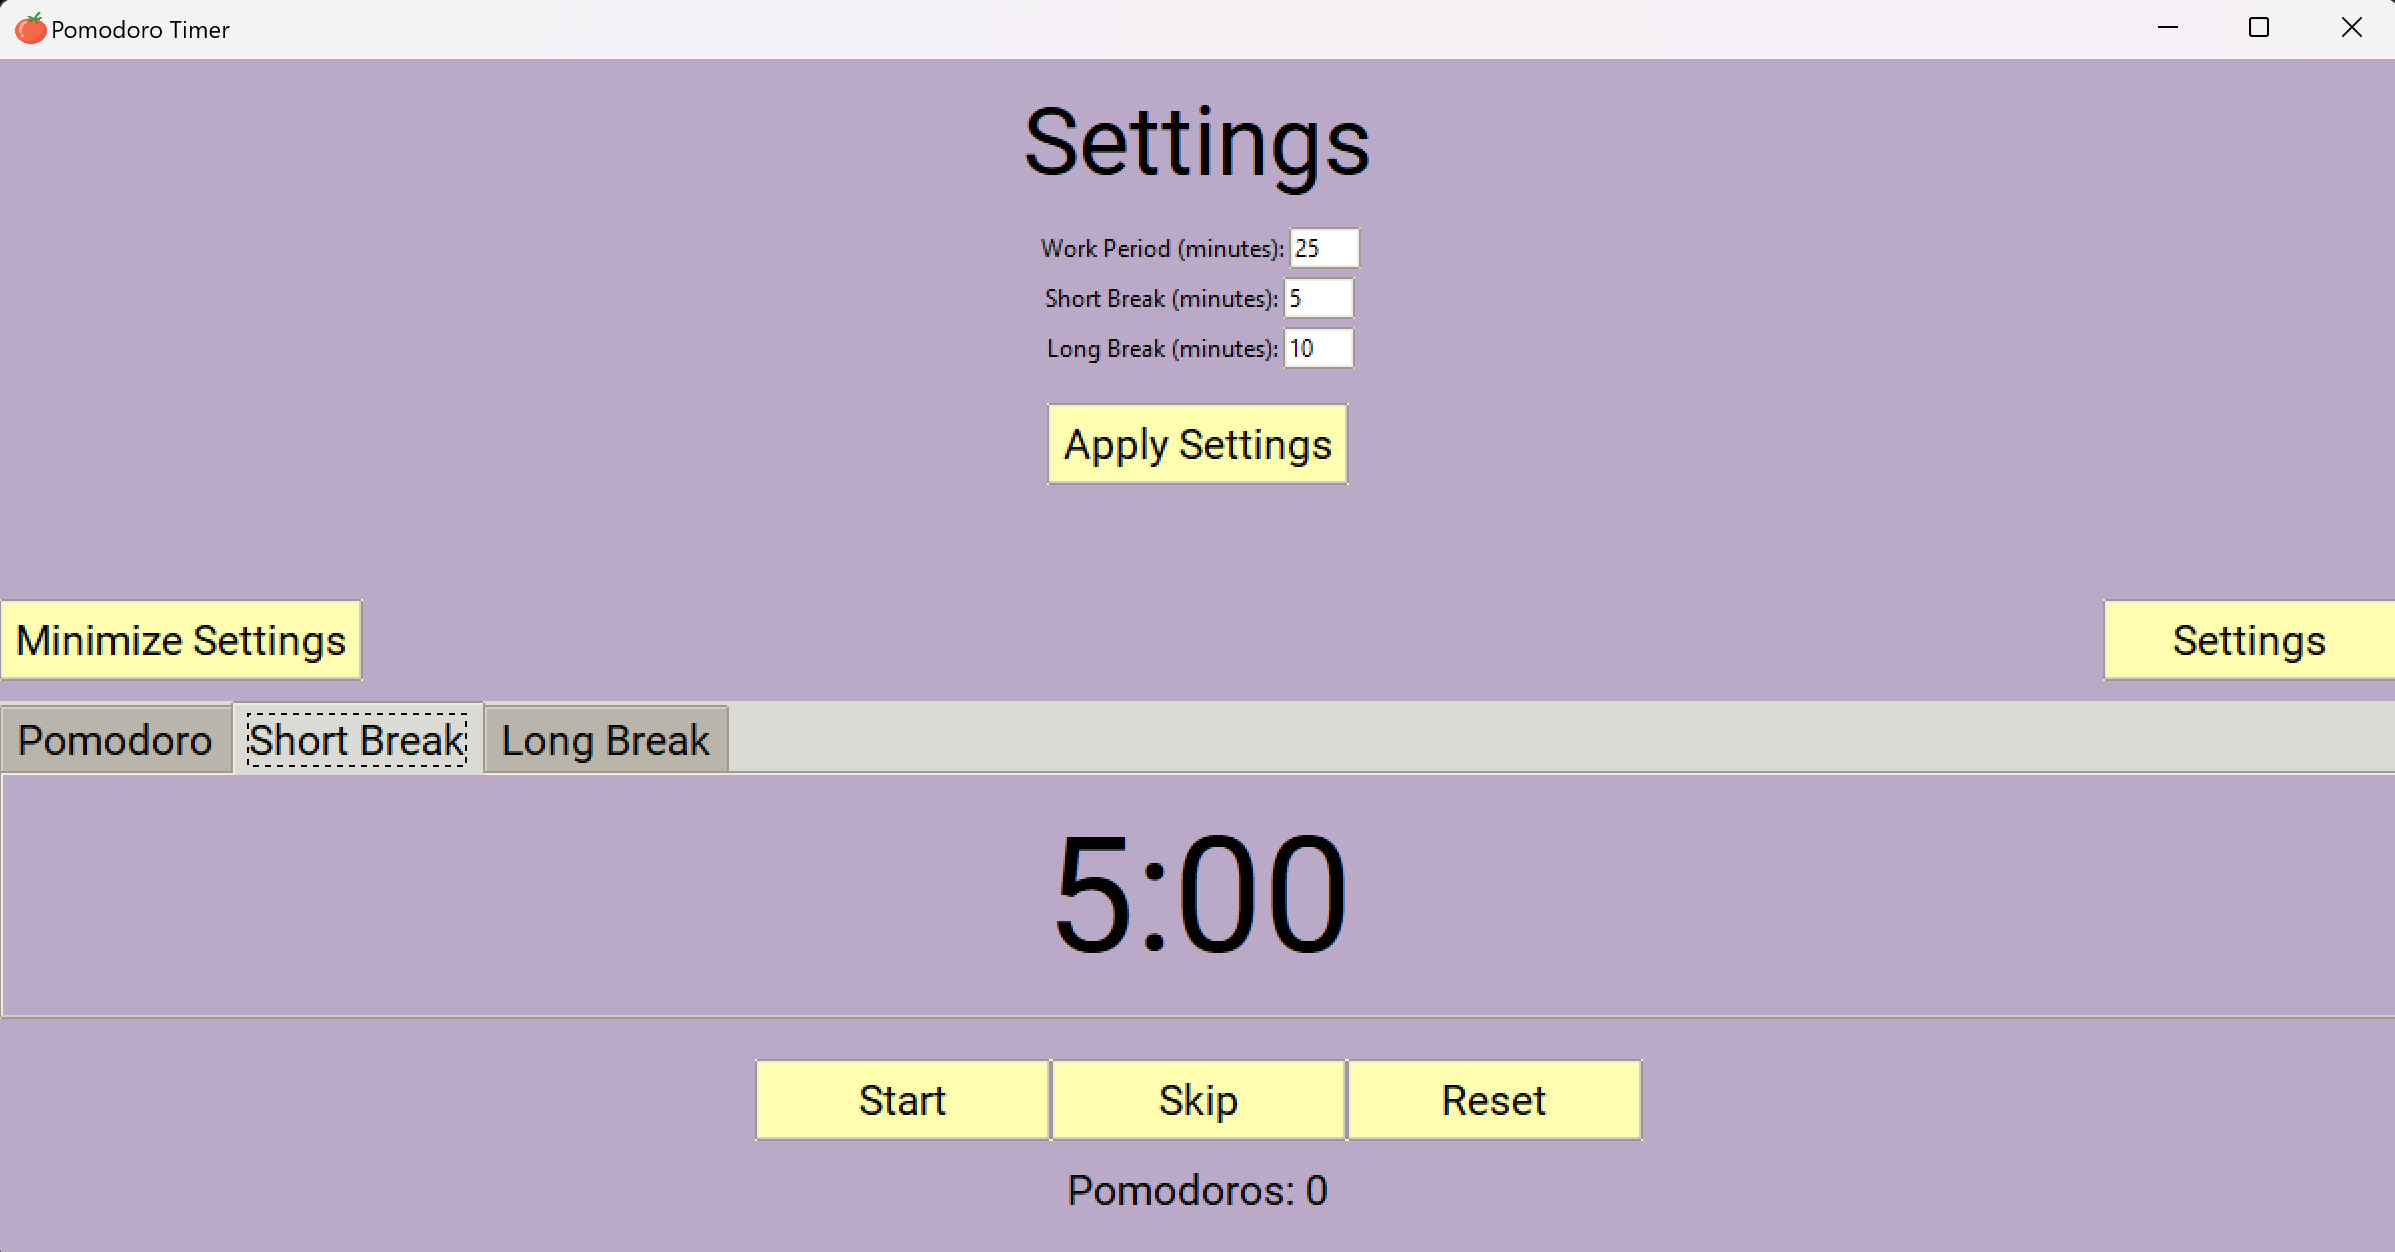 Pomodoro Timer
Settings
Work Period (minutes): 25
Short Break (minutes): 5
Long Break (minutes): 10
Apply Settings
Minimize Settings Settings
Pomodoro Short Break Long Break
5:00
Start Skip Reset
Pomodoros: 0